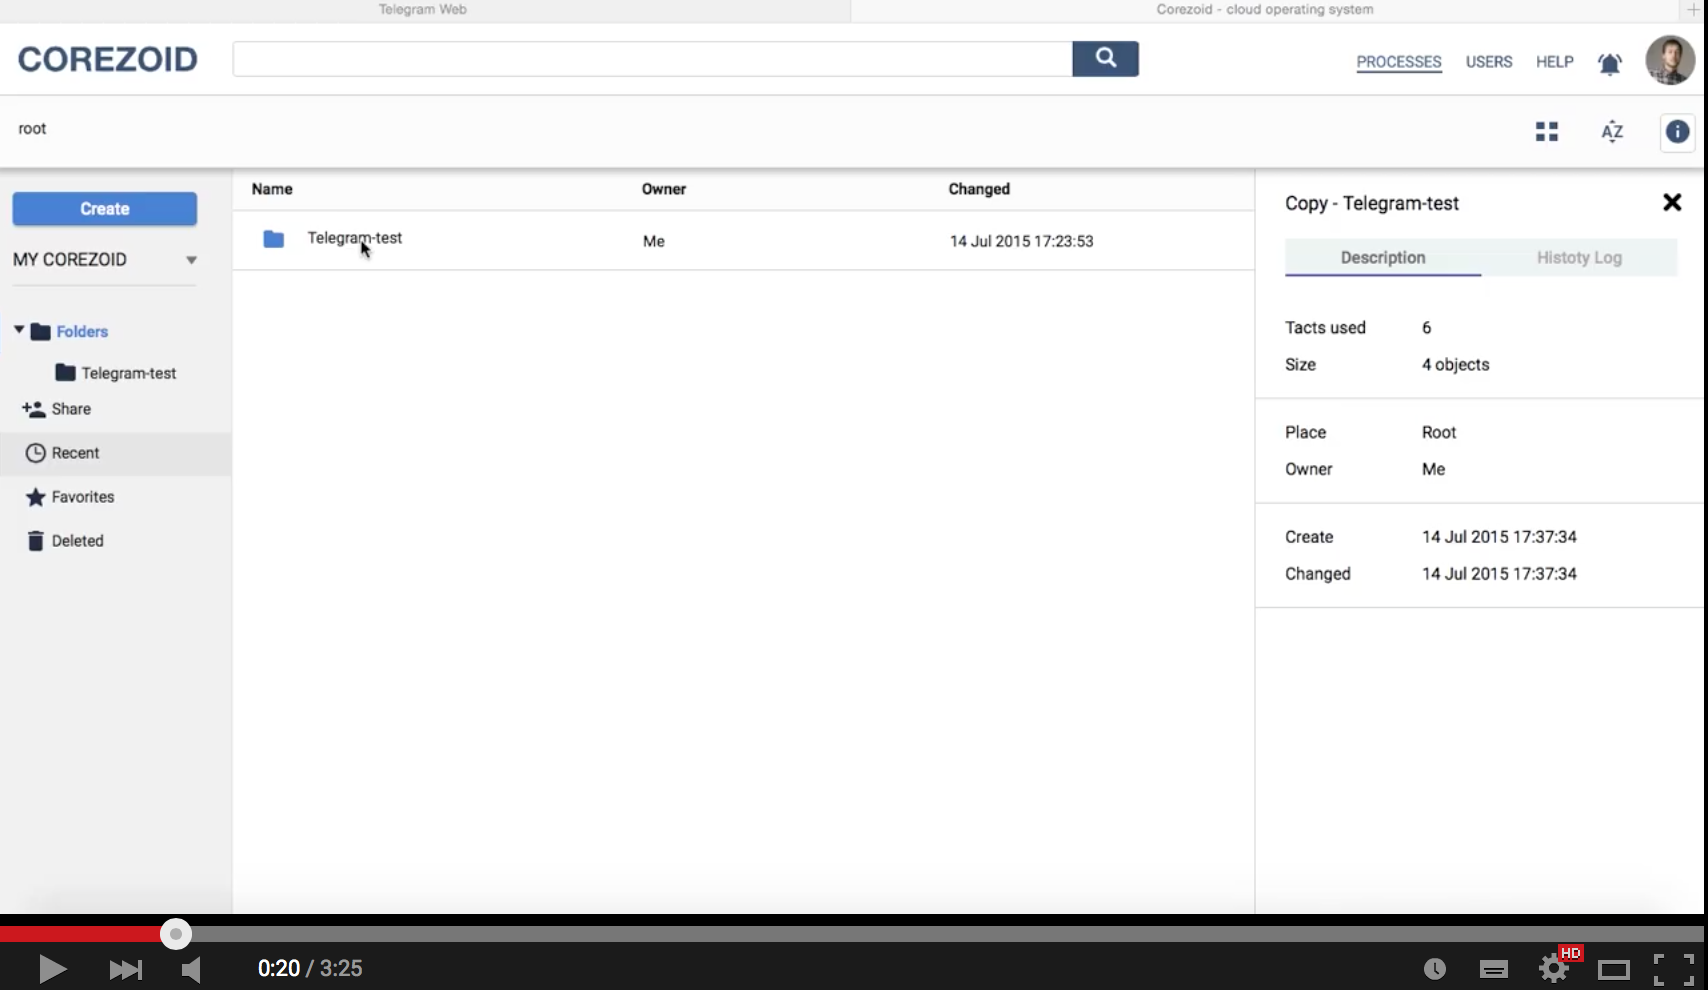 Telegram Web
Corezoid - cloud operating system
COREZOID
PROCESSES USERS HELP
root
AZ
Create
MY COREZOID
Folders
Telegram-test
Share
Recent
Favorites
Deleted
Name Owner Changed
Telegram-test Me 14 Jul 2015 17:23:53
Copy - Telegram-test
Description Histoty Log
Tacts used 6
Size 4 objects
Place Root
Owner Me
Create 14 Jul 2015 17:37:34
Changed 14 Jul 2015 17:37:34
0:20 / 3:25
HD